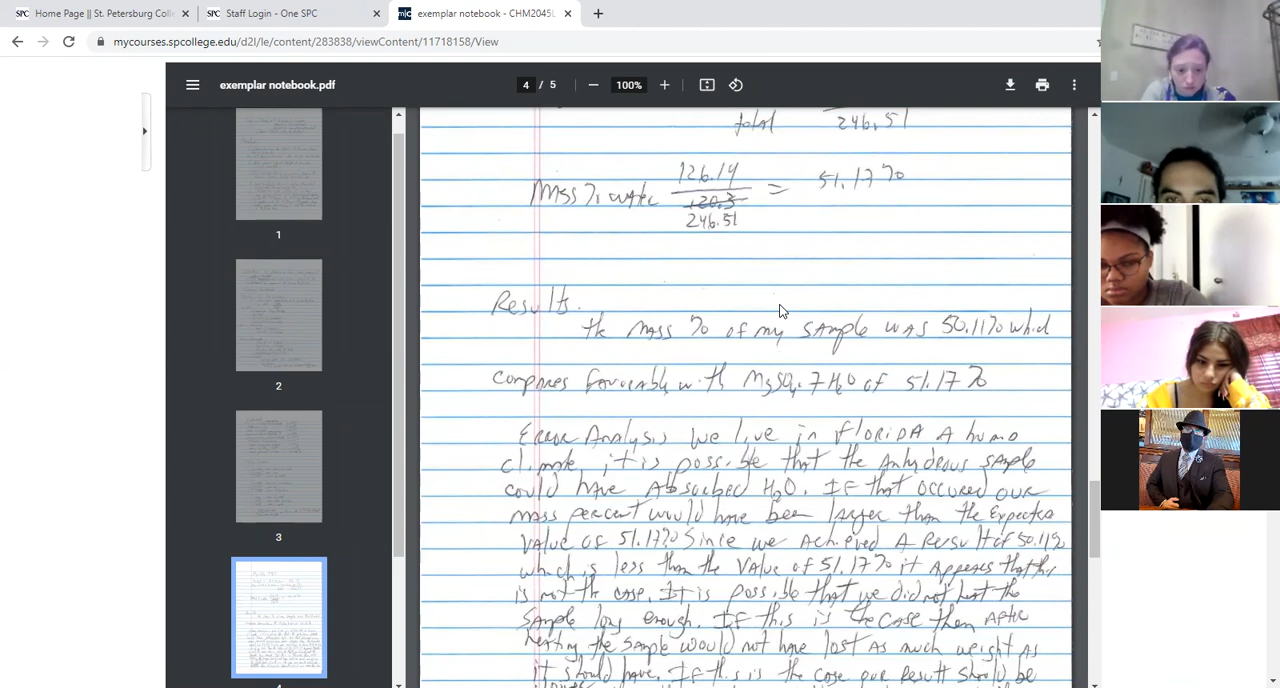 SPC Home Page || St. Petersburg Coll
SPC Staff Login - One SPC
exemplar notebook - CHM2045L
mycourses.spcollege.edu/d2l/le/content/283838/viewContent/11718158/View
exemplar notebook.pdf
4 / 5
100%
1
2
3
total 246.51
Mass % water 126.14 = 51.17%
120.3
246.51
Results.
the mass % of my sample was 50.11% which
compares favorable with MgSO4.7H2O of 51.17%
Error Analysis we live in FLORIDA A humd
climate, it is possible that the Anhyderus sample
could have Absorbed H2O. IF that occured our
mass percent would have been larger than the Expected
VALUE of 51.17% Since we Achieved A Result of 50.11%
which is less than the VALUE of 51.17% it Appears that this
is not the case. It is possible that we did not heat the
sample long enough. IF this is the case then After
the sample would not have lost As much weight As
it should have. If this is the case our Result should be